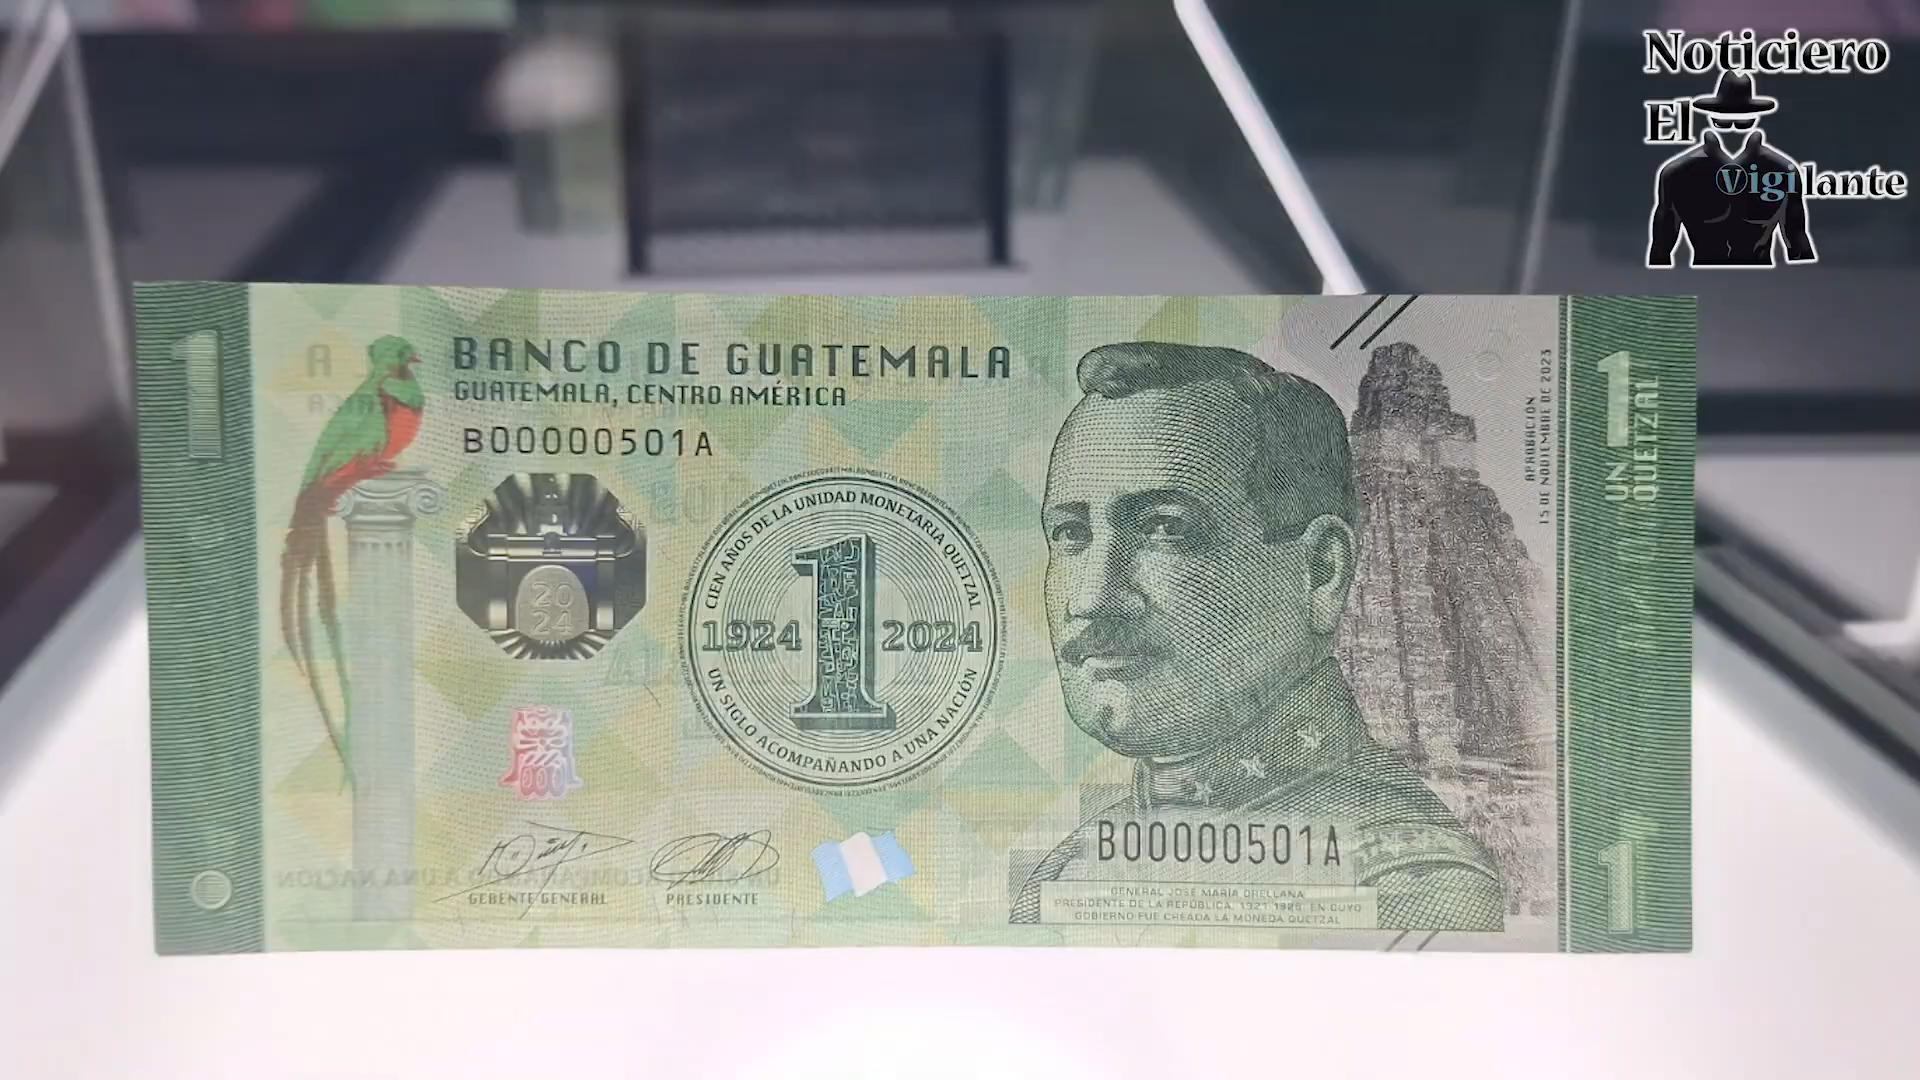 Noticiero
El
Vigilante
1
BANCO DE GUATEMALA
GUATEMALA, CENTRO AMÉRICA
B00000501A
20
24
CIEN AÑOS DE LA UNIDAD MONETARIA QUETZAL
1924 1 2024
UN SIGLO ACOMPAÑANDO A UNA NACIÓN
APROBACIÓN
15 DE NOVIEMBRE DE 2023
1
UN
QUETZAL
B00000501A
GERENTE GENERAL
PRESIDENTE
GENERAL JOSÉ MARÍA ORELLANA
PRESIDENTE DE LA REPÚBLICA, 1921-1926, EN CUYO
GOBIERNO FUE CREADA LA MONEDA QUETZAL
1